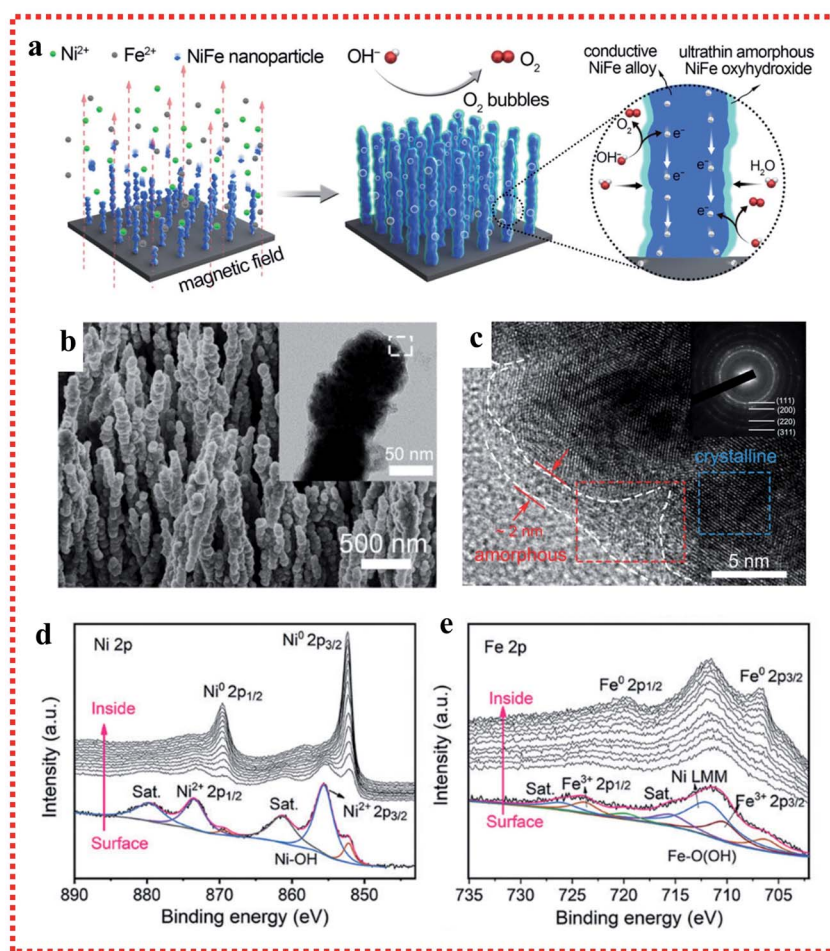 a
Ni²⁺ Fe²⁺ NiFe nanoparticle
OH⁻ O₂
O₂ bubbles
conductive
NiFe alloy
ultrathin amorphous
NiFe oxyhydroxide
O₂
e⁻
OH⁻
e⁻
e⁻
H₂O
e⁻
magnetic field
b
50 nm
500 nm
c
(111)
(200)
(220)
(311)
crystalline
≈ 2 nm
amorphous
5 nm
d
Ni 2p
Ni⁰ 2p3/2
Ni⁰ 2p1/2
Inside
Sat.
Ni²⁺ 2p1/2
Sat.
Ni²⁺ 2p3/2
Surface
Ni-OH
Intensity (a.u.)
890 880 870 860 850
Binding energy (eV)
e
Fe 2p
Fe⁰ 2p1/2
Fe⁰ 2p3/2
Inside
Sat.
Fe³⁺ 2p1/2
Sat.
Ni LMM
Fe³⁺ 2p3/2
Surface
Fe-O(OH)
Intensity (a.u.)
735 730 725 720 715 710 705
Binding energy (eV)